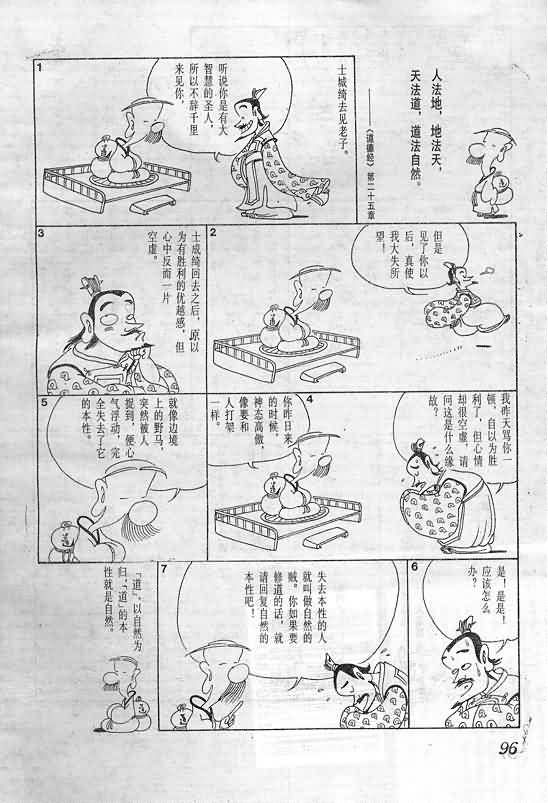 人法地，地法天，
天法道，道法自然。
——《道德经》第二十五章
1
士城绮去见老子。
听说你是有大
智慧的圣人，
所以不辞千里
来见你，
2
但是
见了你以
后，真使
我大失所
望！
3
士成绮回去之后，原以
为有胜利的优越感，但
心中反而一片
空虚。
4
我昨天骂你一
顿，自以为胜
利了，但心情
却很空虚，请
问这是什么缘
故？
你昨日来
的时候，
神态高傲，
像要和
人打架
一样。
5
就像边境
上的野马，
突然被人
捉到，便心
气浮动，完
全失去了它
的本性。
6
是！是！
应该怎么
办？
7
失去本性的人
就叫做自然的
贼。你如果要
修道的话，就
请回复自然的
本性吧！
「道」，以自然为
归，「道」的本
性就是自然。
96